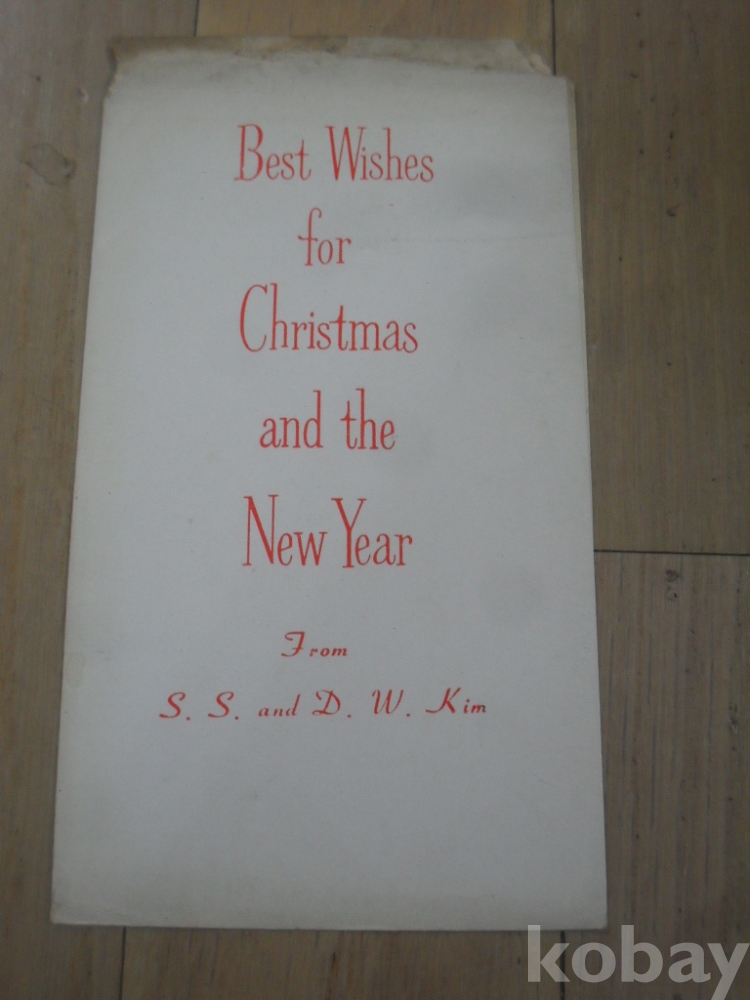 Best Wishes
for
Christmas
and the
New Year
From
S. S. and D. W. Kim
kobay